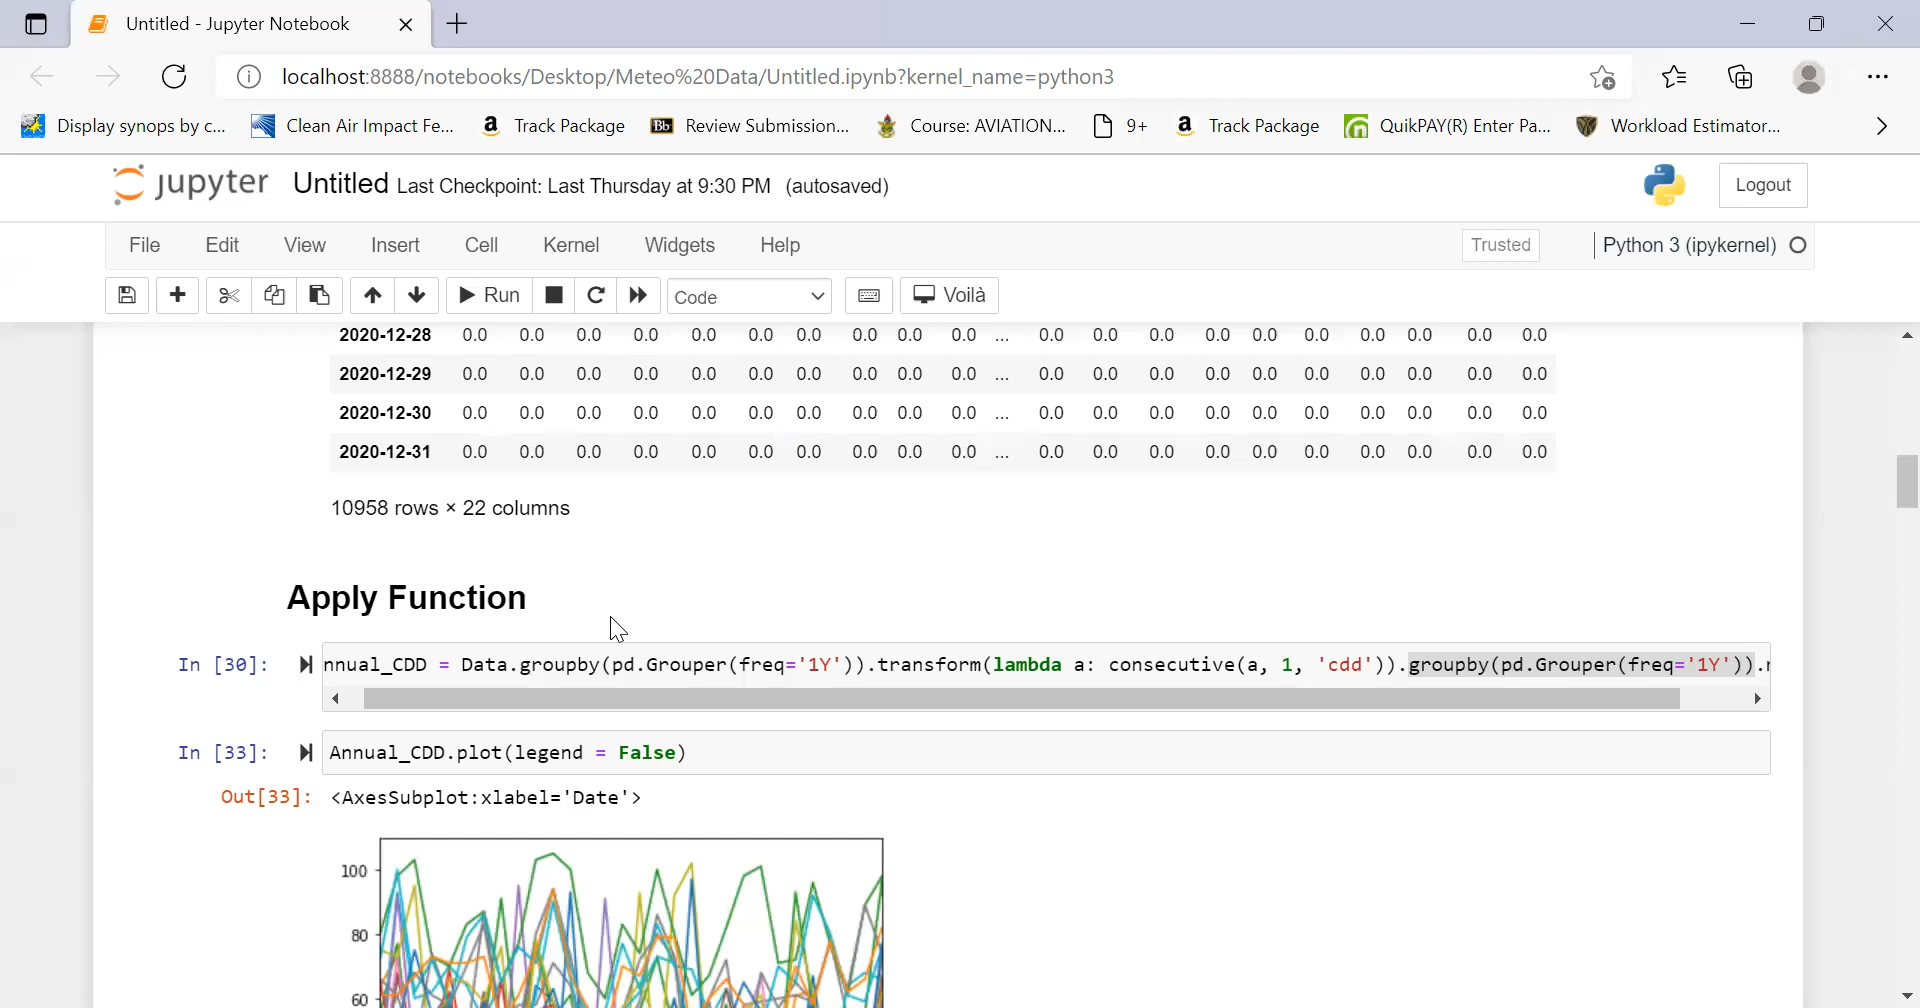 Untitled - Jupyter Notebook
localhost:8888/notebooks/Desktop/Meteo%20Data/Untitled.ipynb?kernel_name=python3
Display synops by c... Clean Air Impact Fe... a Track Package Bb Review Submission... Course: AVIATION... 9+ a Track Package QuikPAY(R) Enter Pa... Workload Estimator...
jupyter Untitled Last Checkpoint: Last Thursday at 9:30 PM (autosaved) Logout
File Edit View Insert Cell Kernel Widgets Help Trusted Python 3 (ipykernel)
Run Code Voilà
2020-12-28 0.0 0.0 0.0 0.0 0.0 0.0 0.0 0.0 0.0 0.0 ... 0.0 0.0 0.0 0.0 0.0 0.0 0.0 0.0 0.0 0.0
2020-12-29 0.0 0.0 0.0 0.0 0.0 0.0 0.0 0.0 0.0 0.0 ... 0.0 0.0 0.0 0.0 0.0 0.0 0.0 0.0 0.0 0.0
2020-12-30 0.0 0.0 0.0 0.0 0.0 0.0 0.0 0.0 0.0 0.0 ... 0.0 0.0 0.0 0.0 0.0 0.0 0.0 0.0 0.0 0.0
2020-12-31 0.0 0.0 0.0 0.0 0.0 0.0 0.0 0.0 0.0 0.0 ... 0.0 0.0 0.0 0.0 0.0 0.0 0.0 0.0 0.0 0.0
10958 rows × 22 columns
Apply Function
In [30]: nnual_CDD = Data.groupby(pd.Grouper(freq='1Y')).transform(lambda a: consecutive(a, 1, 'cdd')).groupby(pd.Grouper(freq='1Y')).
In [33]: Annual_CDD.plot(legend = False)
Out[33]: <AxesSubplot:xlabel='Date'>
100
80
60